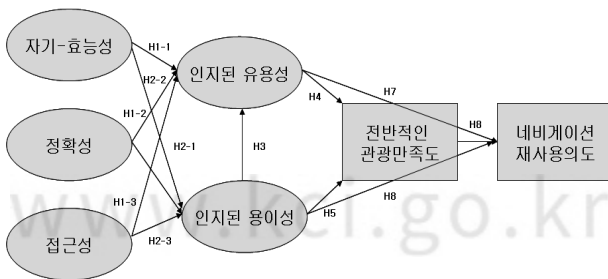 자기-효능성
H1-1
H2-2
인지된 유용성
H7
H4
H1-2
정확성
전반적인
관광만족도
H8
네비게이션
재사용의도
H2-1
H3
H1-3
인지된 용이성
H5
H8
H2-3
접근성
www.kci.go.kr